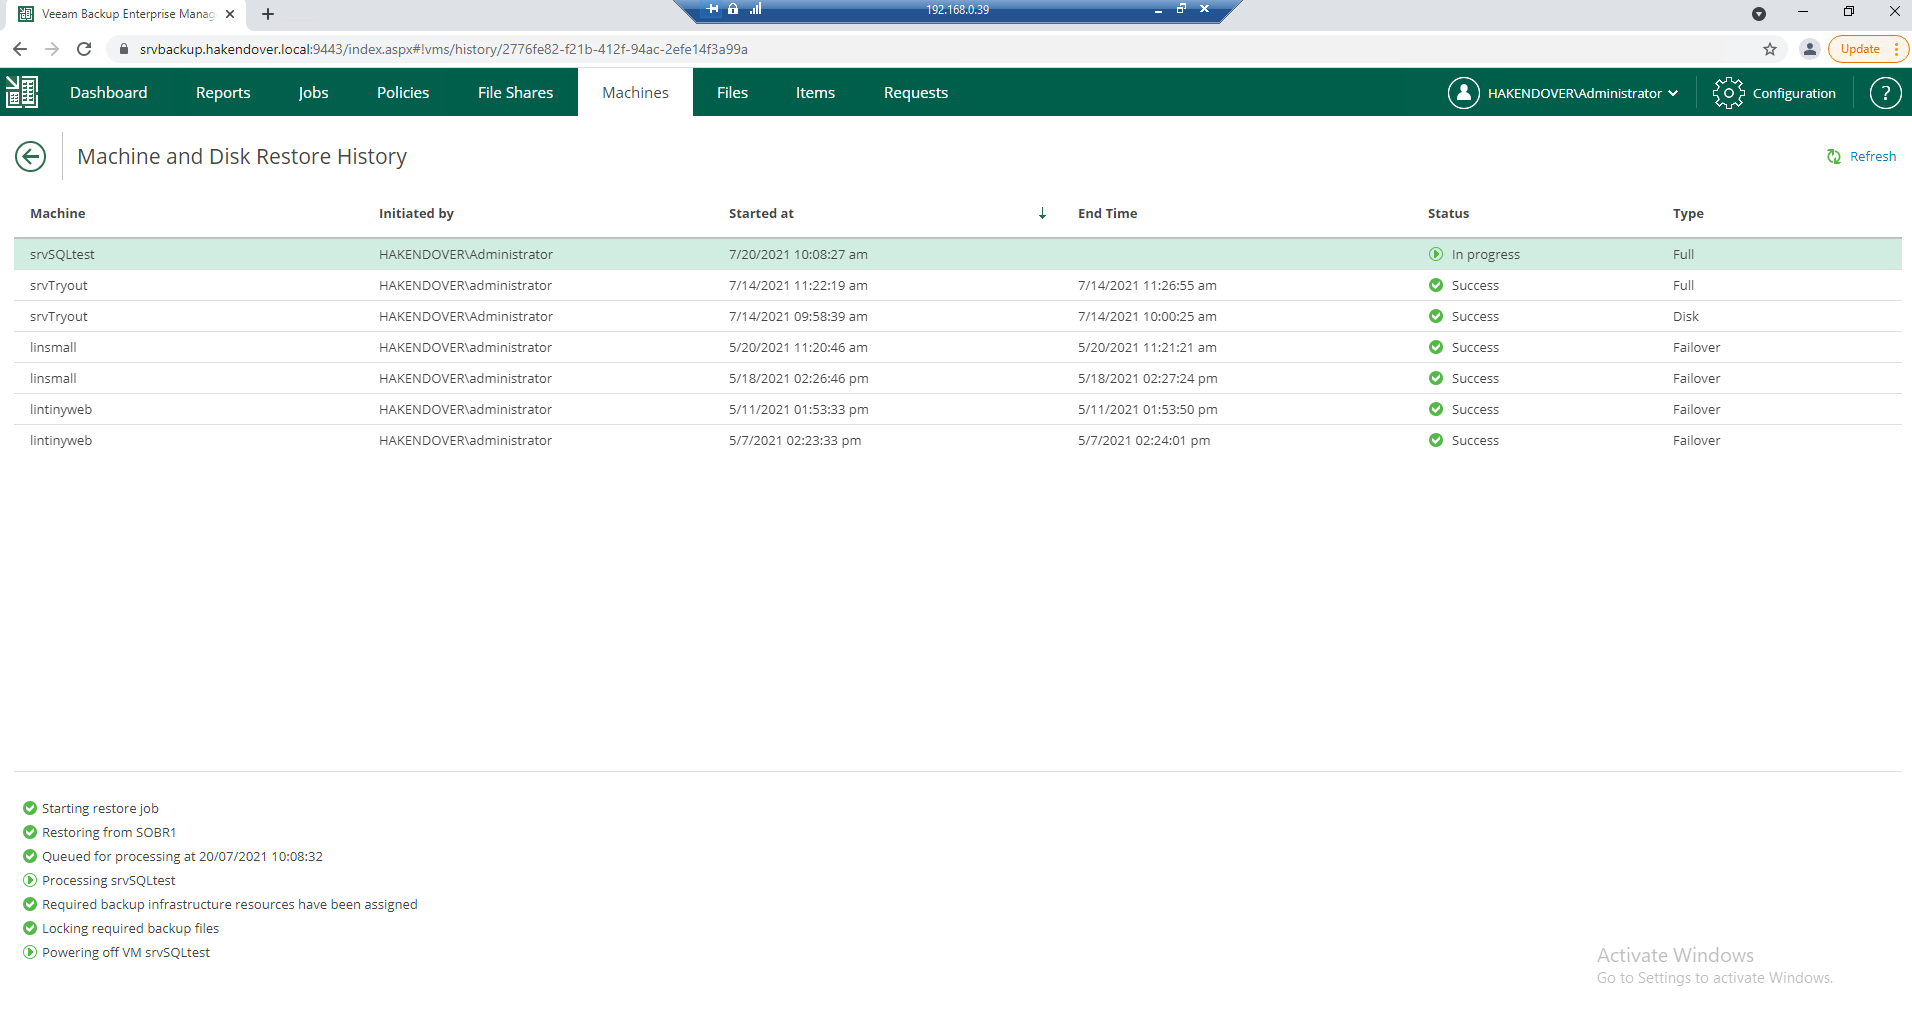 Veeam Backup Enterprise Manag
192.168.0.39
srvbackup.hakendover.local:9443/index.aspx#!vms/history/2776fe82-f21b-412f-94ac-2efe14f3a99a
Update
Dashboard Reports Jobs Policies File Shares Machines Files Items Requests HAKENDOVER\Administrator Configuration ?
Machine and Disk Restore History Refresh
Machine Initiated by Started at End Time Status Type
srvSQLtest HAKENDOVER\Administrator 7/20/2021 10:08:27 am In progress Full
srvTryout HAKENDOVER\administrator 7/14/2021 11:22:19 am 7/14/2021 11:26:55 am Success Full
srvTryout HAKENDOVER\Administrator 7/14/2021 09:58:39 am 7/14/2021 10:00:25 am Success Disk
linsmall HAKENDOVER\administrator 5/20/2021 11:20:46 am 5/20/2021 11:21:21 am Success Failover
linsmall HAKENDOVER\administrator 5/18/2021 02:26:46 pm 5/18/2021 02:27:24 pm Success Failover
lintinyweb HAKENDOVER\administrator 5/11/2021 01:53:33 pm 5/11/2021 01:53:50 pm Success Failover
lintinyweb HAKENDOVER\administrator 5/7/2021 02:23:33 pm 5/7/2021 02:24:01 pm Success Failover
Starting restore job
Restoring from SOBR1
Queued for processing at 20/07/2021 10:08:32
Processing srvSQLtest
Required backup infrastructure resources have been assigned
Locking required backup files
Powering off VM srvSQLtest
Activate Windows
Go to Settings to activate Windows.